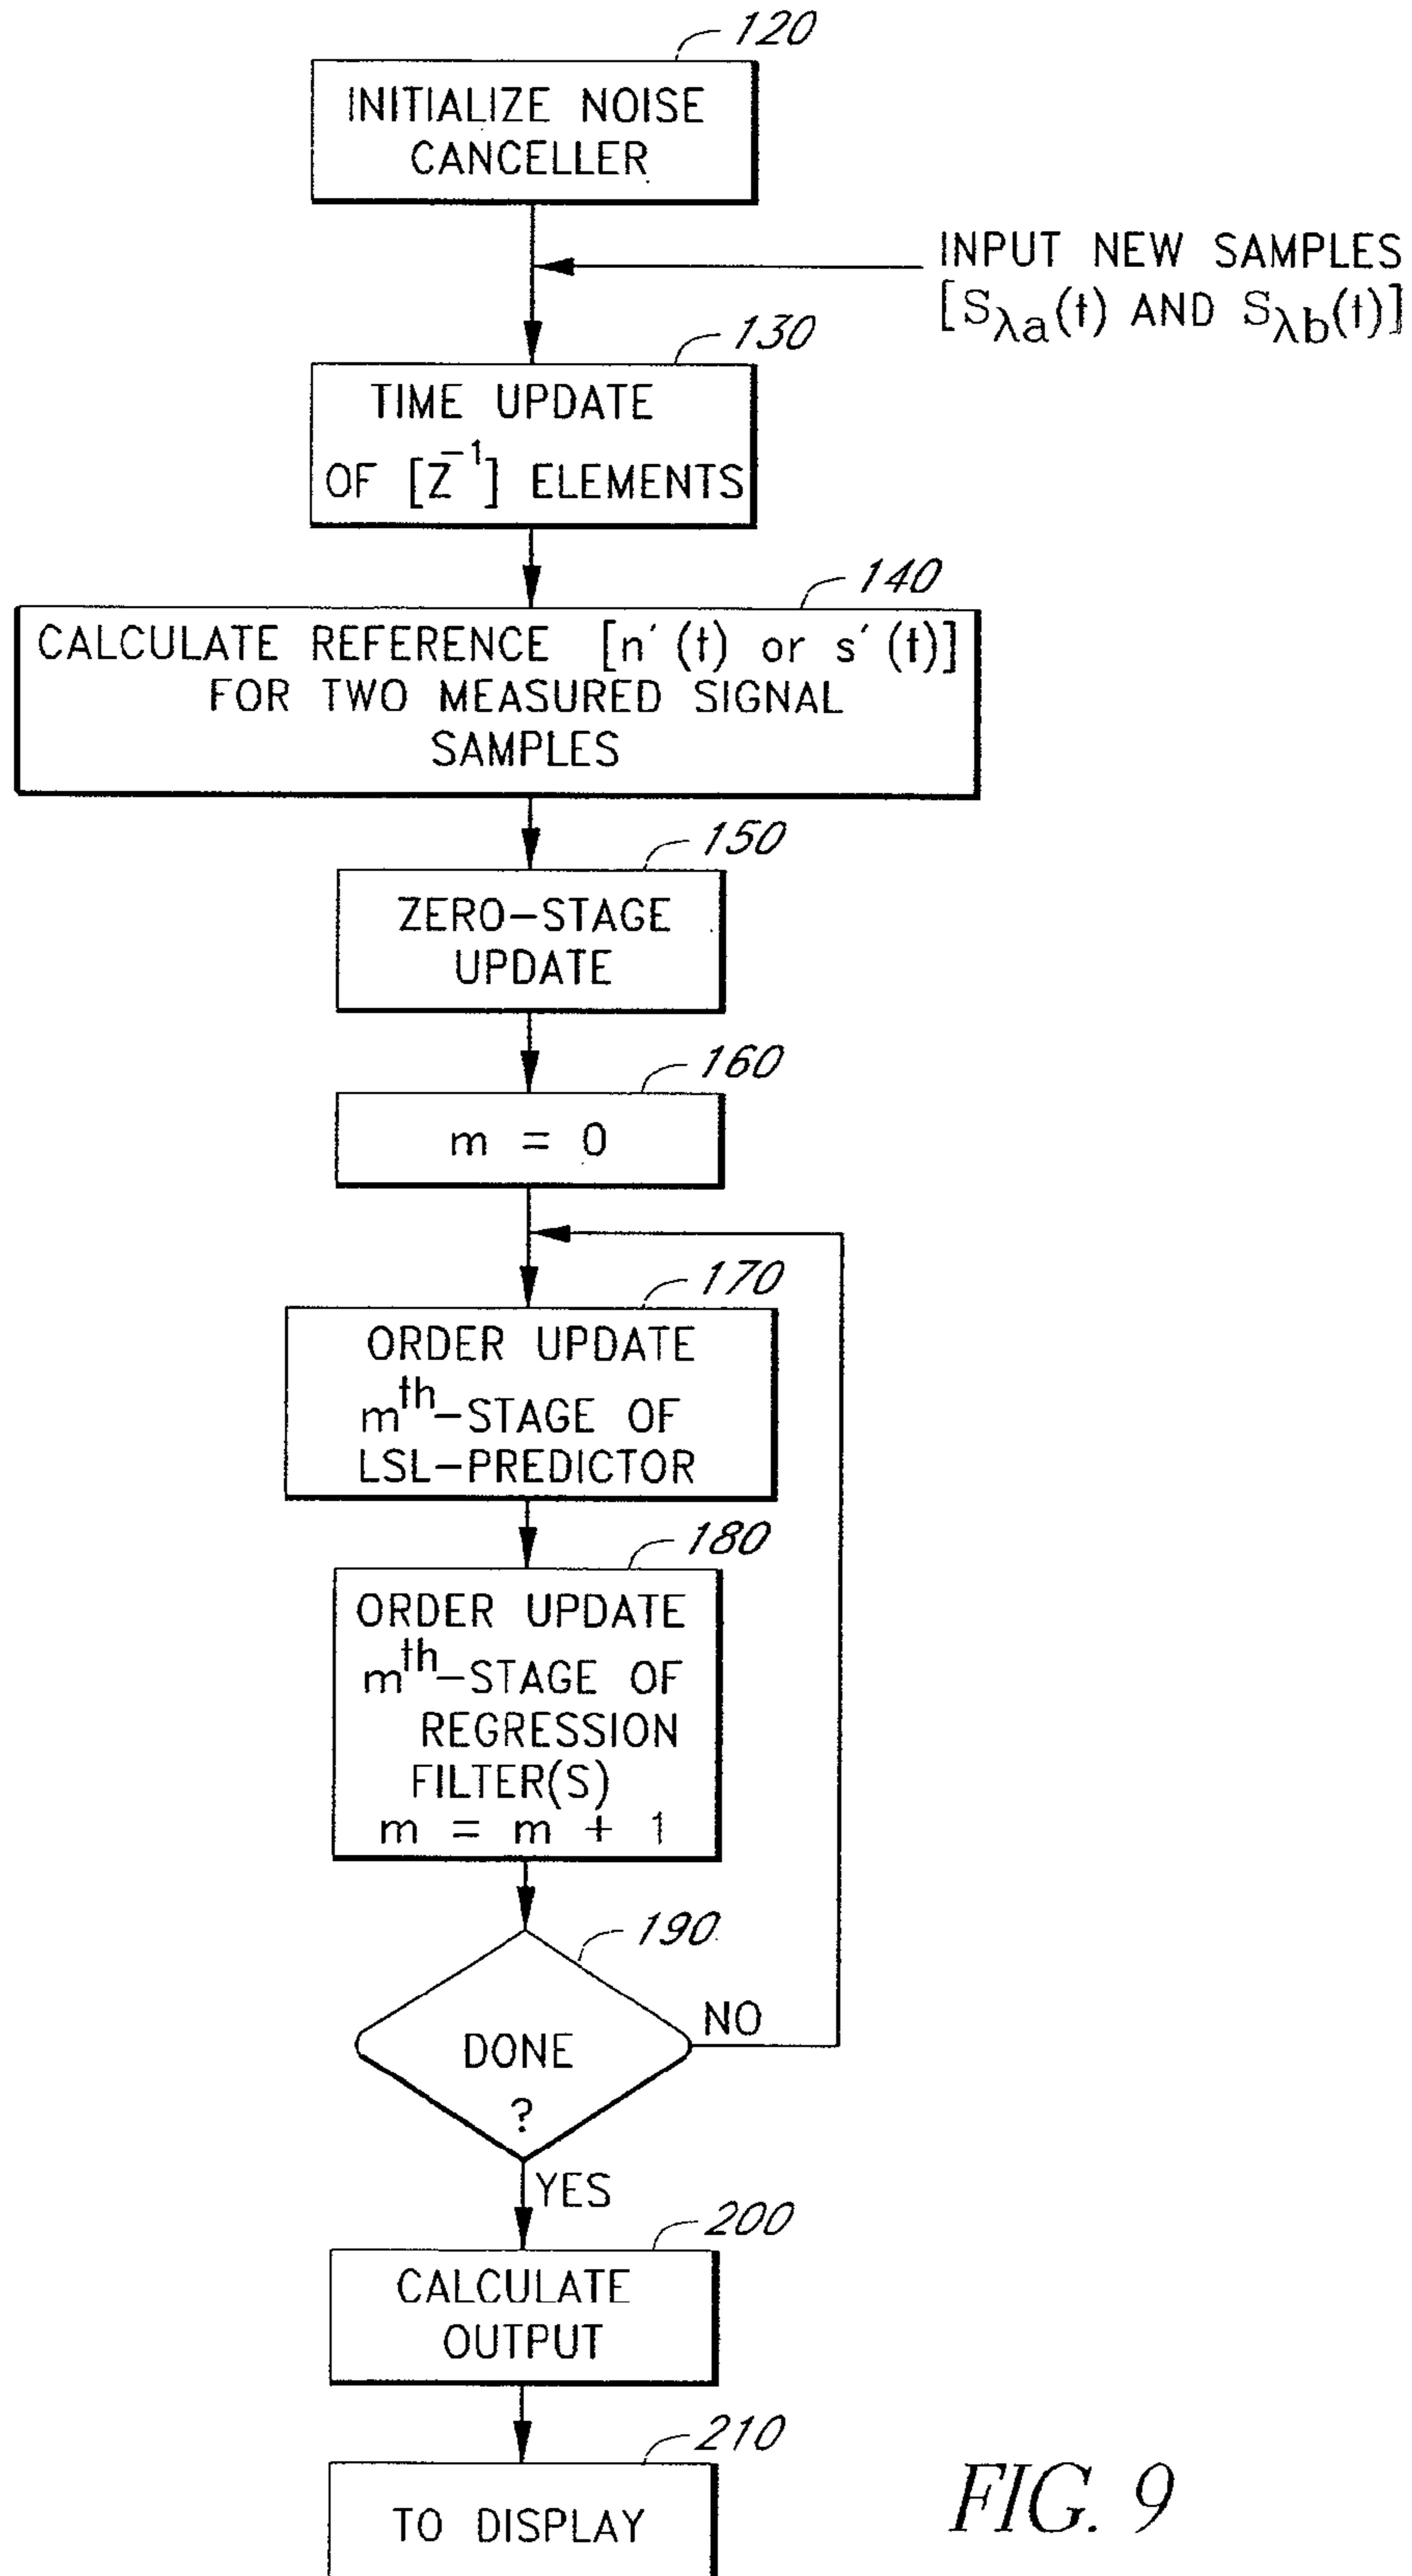 120
INITIALIZE NOISE
CANCELLER
INPUT NEW SAMPLES
[Sλa(t) AND Sλb(t)]
130
TIME UPDATE
OF [Z⁻¹] ELEMENTS
140
CALCULATE REFERENCE [n'(t) or s'(t)]
FOR TWO MEASURED SIGNAL
SAMPLES
150
ZERO-STAGE
UPDATE
160
m = 0
170
ORDER UPDATE
mᵗʰ-STAGE OF
LSL-PREDICTOR
180
ORDER UPDATE
mᵗʰ-STAGE OF
REGRESSION
FILTER(S)
m = m + 1
190
NO
DONE
?
YES
200
CALCULATE
OUTPUT
210
TO DISPLAY
FIG. 9